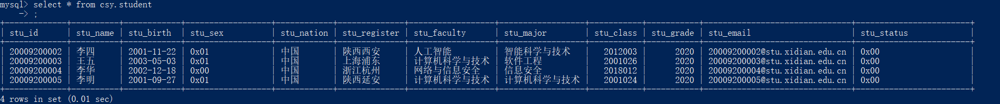 mysql> select * from csy.student
    -> ;
+-------------+----------+------------+------------------+------------+--------------+------------------+------------------+-----------+-----------+------------------------------+------------------------+
| stu_id      | stu_name | stu_birth  | stu_sex          | stu_nation | stu_register | stu_faculty      | stu_major        | stu_class | stu_grade | stu_email                    | stu_status             |
+-------------+----------+------------+------------------+------------+--------------+------------------+------------------+-----------+-----------+------------------------------+------------------------+
| 20009200002 | 李四     | 2001-11-22 | 0x01             | 中国       | 陕西西安     | 人工智能         | 智能科学与技术   |   2012003 |      2020 | 20009200002@stu.xidian.edu.cn | 0x00                   |
| 20009200003 | 王五     | 2003-05-03 | 0x01             | 中国       | 上海浦东     | 计算机科学与技术 | 软件工程         |   2001026 |      2020 | 20009200003@stu.xidian.edu.cn | 0x00                   |
| 20009200004 | 李华     | 2002-12-18 | 0x00             | 中国       | 浙江杭州     | 网络与信息安全   | 信息安全         |   2018012 |      2020 | 20009200004@stu.xidian.edu.cn | 0x00                   |
| 20009200005 | 李明     | 2001-09-27 | 0x01             | 中国       | 陕西延安     | 计算机科学与技术 | 计算机科学与技术 |   2001024 |      2020 | 20009200005@stu.xidian.edu.cn | 0x00                   |
+-------------+----------+------------+------------------+------------+--------------+------------------+------------------+-----------+-----------+------------------------------+------------------------+
4 rows in set (0.01 sec)